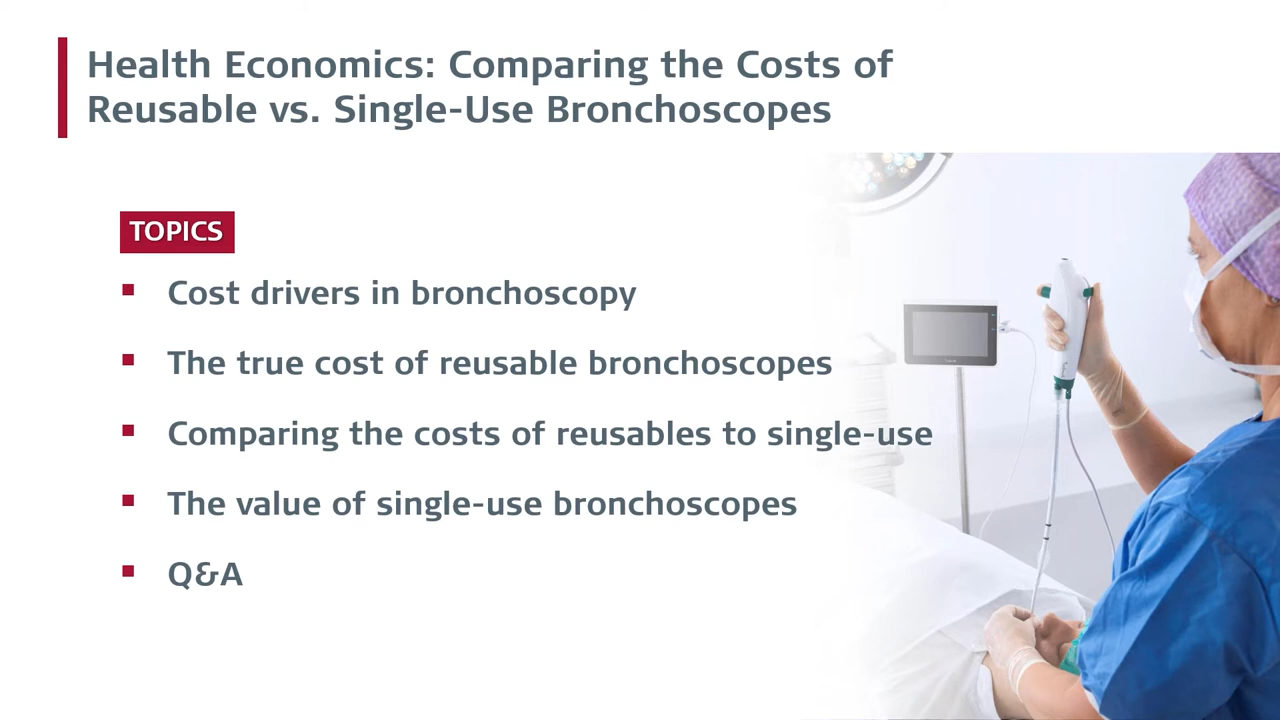 Health Economics: Comparing the Costs of
Reusable vs. Single-Use Bronchoscopes
TOPICS
Cost drivers in bronchoscopy
The true cost of reusable bronchoscopes
Comparing the costs of reusables to single-use
The value of single-use bronchoscopes
Q&A